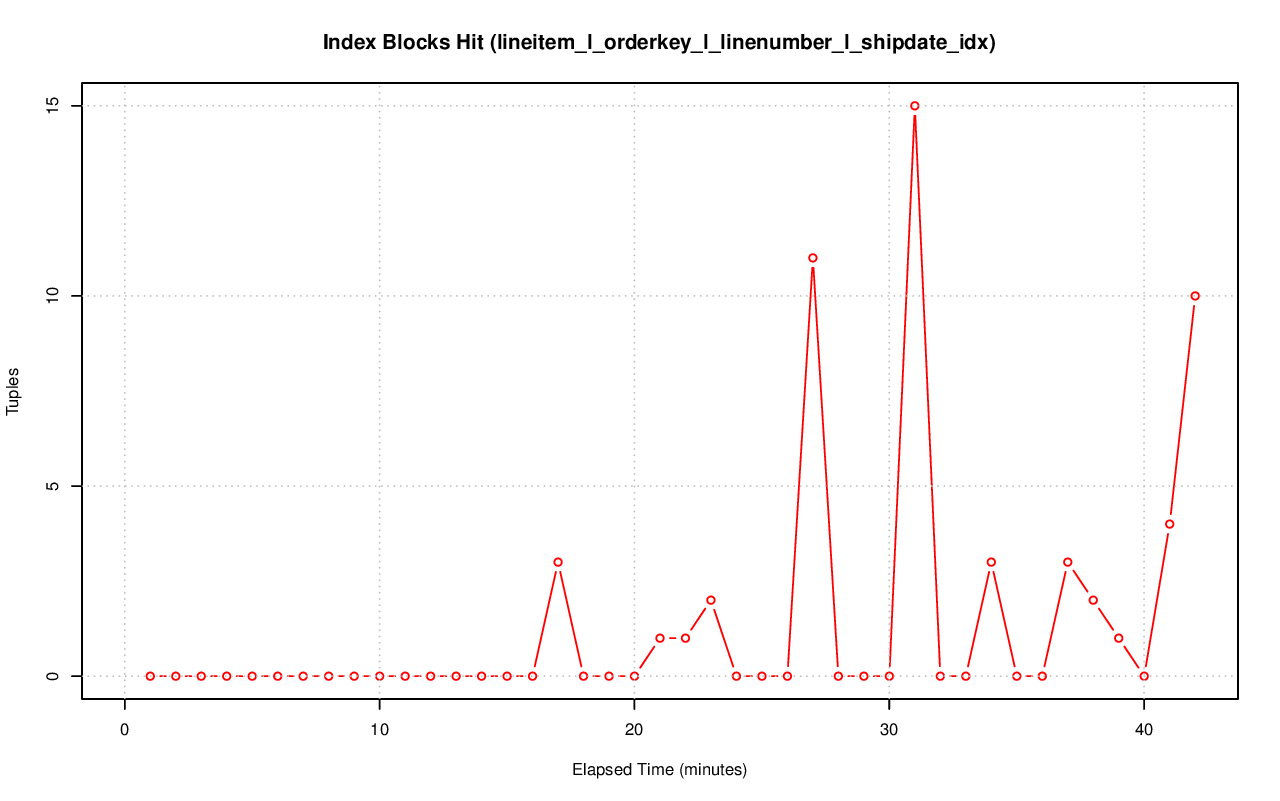 Index Blocks Hit (lineitem_l_orderkey_l_linenumber_l_shipdate_idx)
15
10
5
0
Tuples
0 10 20 30 40
Elapsed Time (minutes)